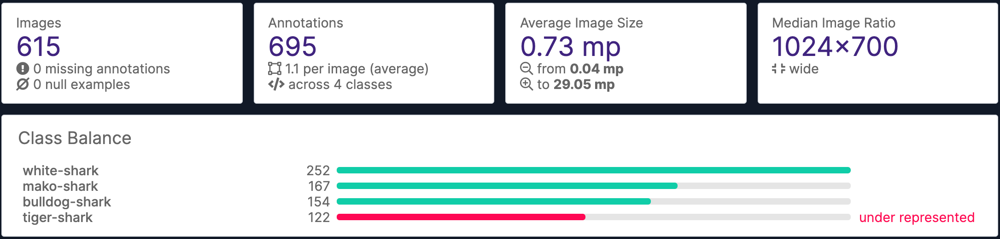 Images
615
0 missing annotations
0 null examples
Annotations
695
1.1 per image (average)
across 4 classes
Average Image Size
0.73 mp
from 0.04 mp
to 29.05 mp
Median Image Ratio
1024×700
wide
Class Balance
white-shark 252
mako-shark 167
bulldog-shark 154
tiger-shark 122 under represented